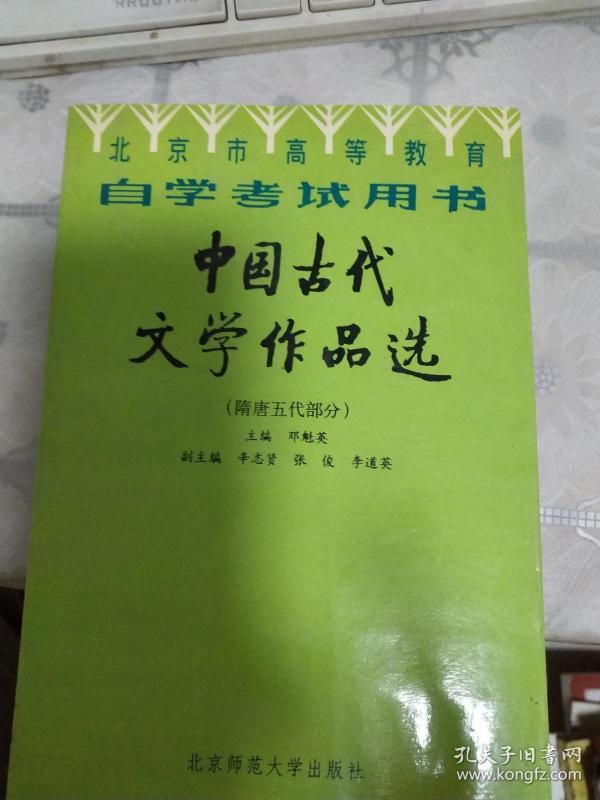 北京市高等教育
自学考试用书
中国古代
文学作品选
(隋唐五代部分)
主编 邓魁英
副主编 辛志贤 张俊 李道英
北京师范大学出版社
孔夫子旧书网
www.kongfz.com